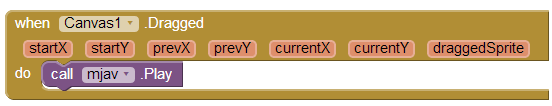 when Canvas1 .Dragged
startX startY prevX prevY currentX currentY draggedSprite
do call mjav .Play